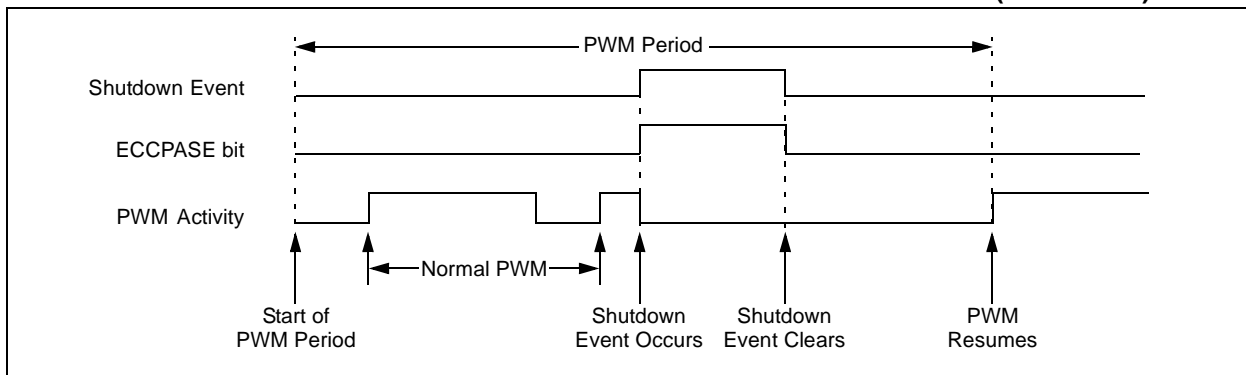 PWM Period
Shutdown Event
ECCPASE bit
PWM Activity
Normal PWM
Start of
PWM Period
Shutdown
Event Occurs
Shutdown
Event Clears
PWM
Resumes